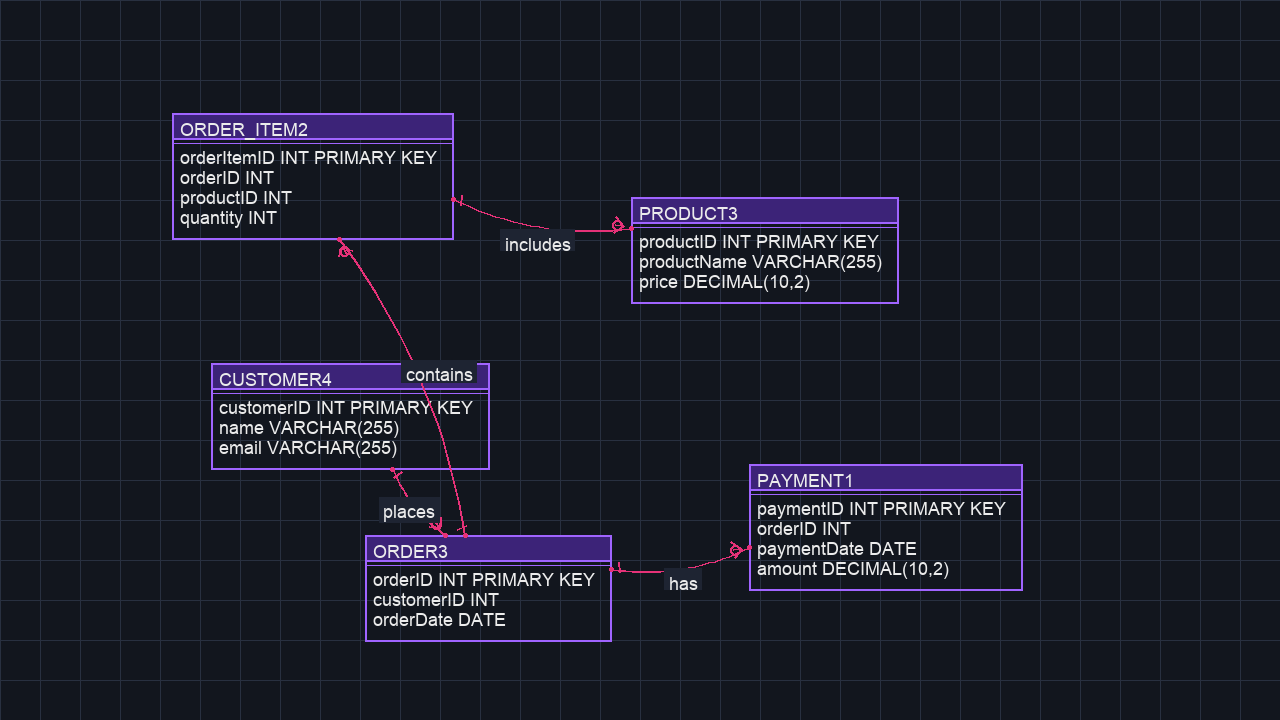 ORDER_ITEM2
orderItemID INT PRIMARY KEY
orderID INT
productID INT
quantity INT
includes
PRODUCT3
productID INT PRIMARY KEY
productName VARCHAR(255)
price DECIMAL(10,2)
contains
CUSTOMER4
customerID INT PRIMARY KEY
name VARCHAR(255)
email VARCHAR(255)
places
ORDER3
orderID INT PRIMARY KEY
customerID INT
orderDate DATE
has
PAYMENT1
paymentID INT PRIMARY KEY
orderID INT
paymentDate DATE
amount DECIMAL(10,2)